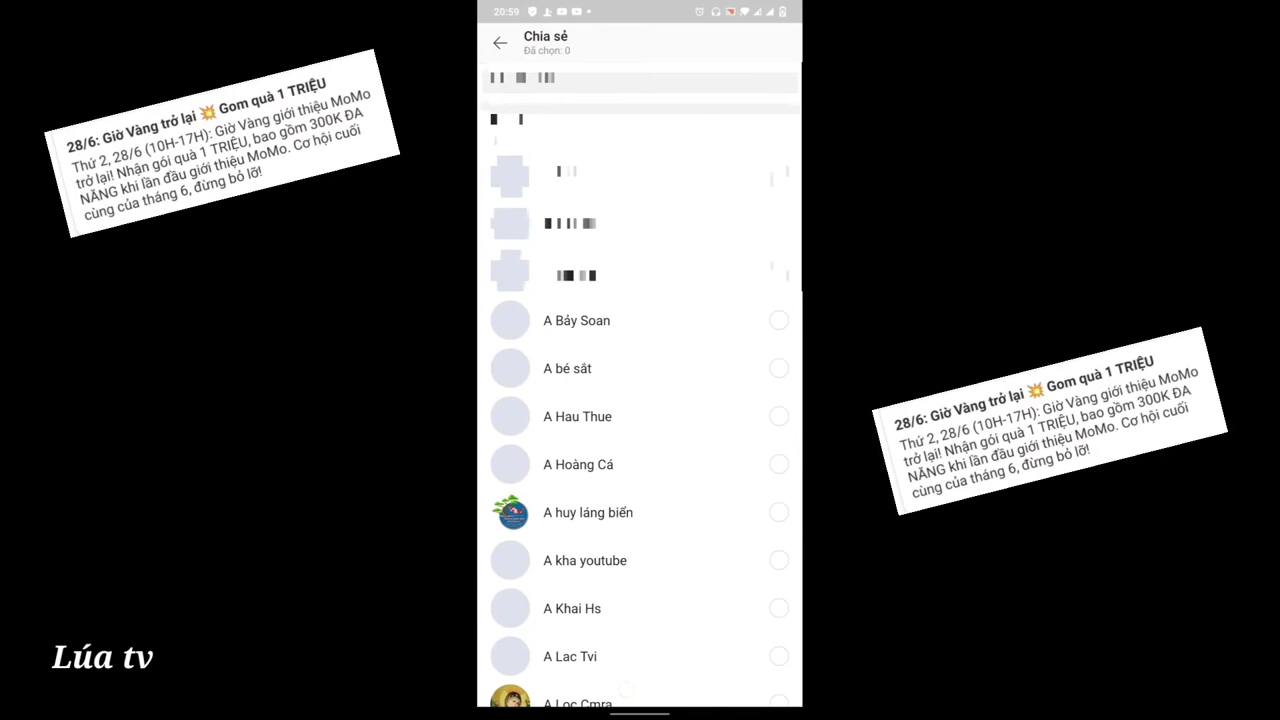 28/6: Giờ Vàng trở lại 💥 Gom quà 1 TRIỆU
Thứ 2, 28/6 (10H-17H): Giờ Vàng giới thiệu MoMo
trở lại! Nhận gói quà 1 TRIỆU, bao gồm 300K ĐA
NĂNG khi lần đầu giới thiệu MoMo. Cơ hội cuối
cùng của tháng 6, đừng bỏ lỡ!
20:59
Chia sẻ
Đã chọn: 0
A Bảy Soan
A bé sắt
A Hau Thue
A Hoàng Cá
A huy láng biển
A kha youtube
A Khai Hs
A Lac Tvi
A Loc Cmra
28/6: Giờ Vàng trở lại 💥 Gom quà 1 TRIỆU
Thứ 2, 28/6 (10H-17H): Giờ Vàng giới thiệu MoMo
trở lại! Nhận gói quà 1 TRIỆU, bao gồm 300K ĐA
NĂNG khi lần đầu giới thiệu MoMo. Cơ hội cuối
cùng của tháng 6, đừng bỏ lỡ!
Lúa tv